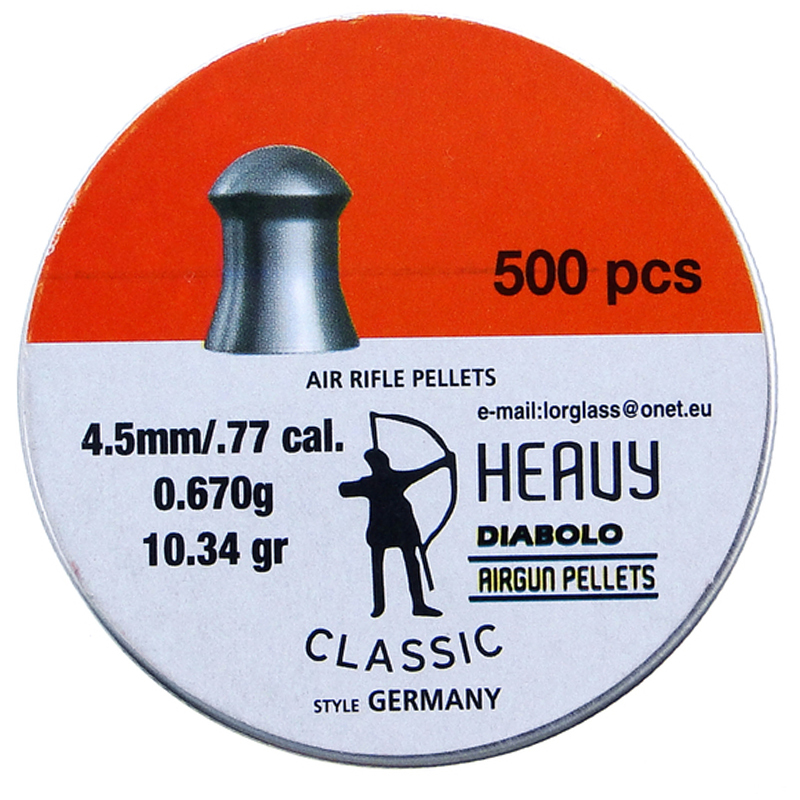 500 pcs
AIR RIFLE PELLETS
e-mail:lorglass@onet.eu
4.5mm/.77 cal.
0.670g
10.34 gr
HEAVY
DIABOLO
AIRGUN PELLETS
CLASSIC
STYLE GERMANY